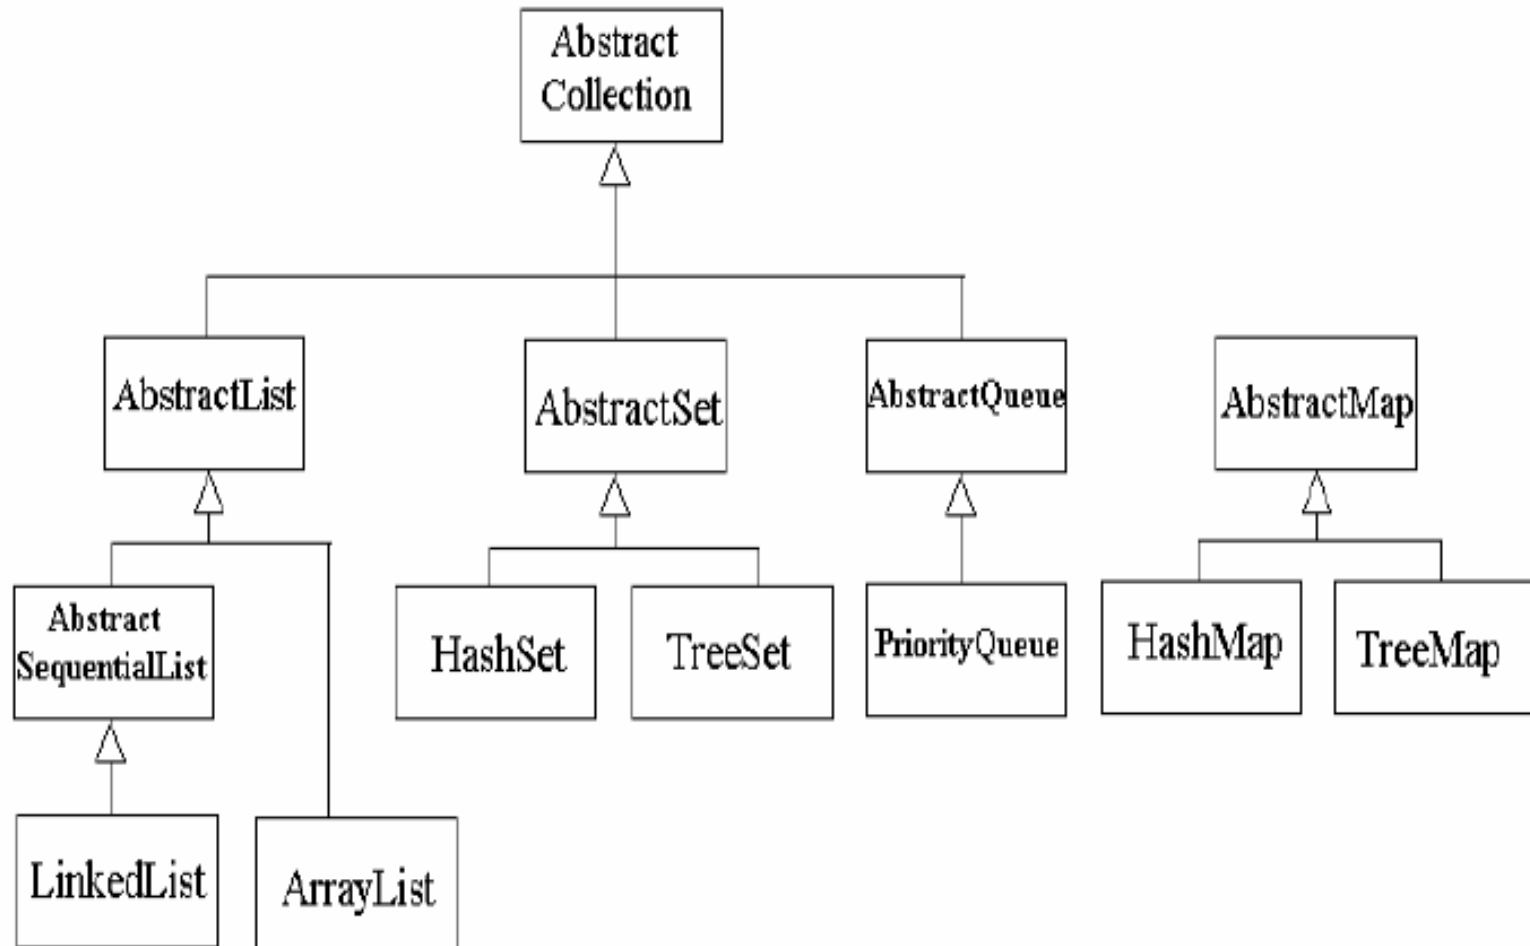 Abstract
Collection
AbstractList
AbstractSet
AbstractQueue
AbstractMap
Abstract
SequentialList
HashSet
TreeSet
PriorityQueue
HashMap
TreeMap
LinkedList
ArrayList